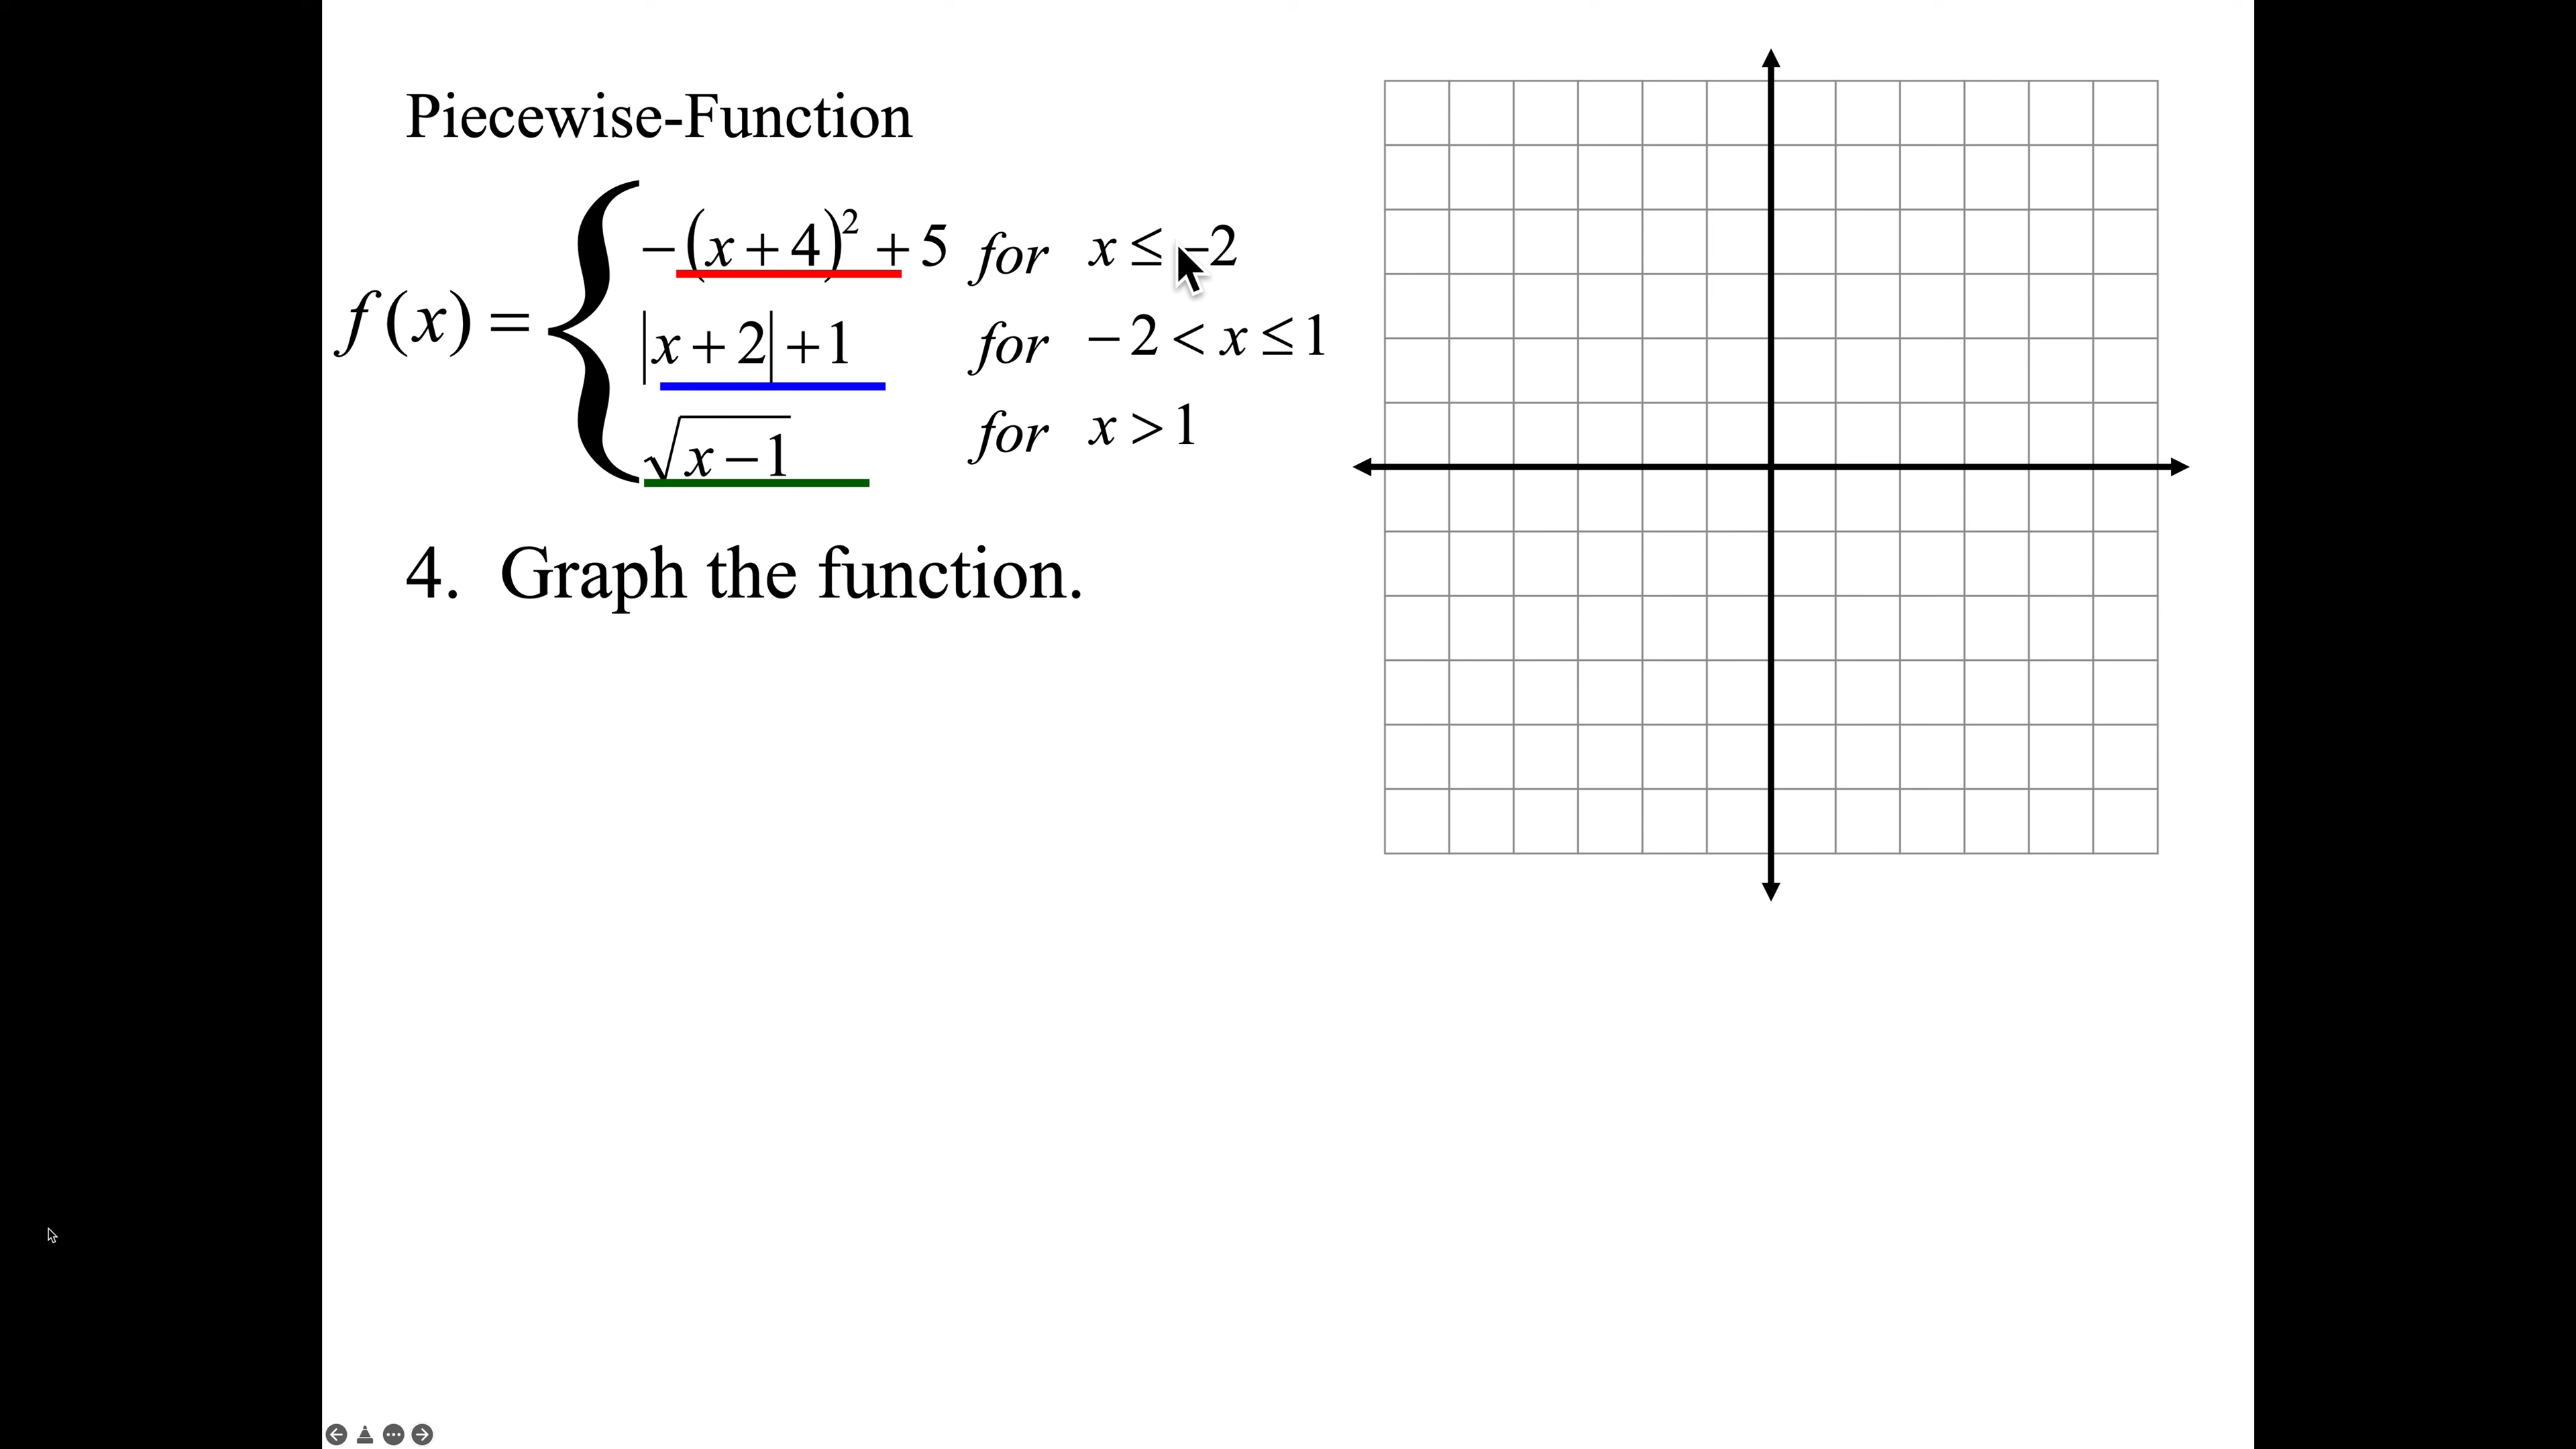 Piecewise-Function
f(x) = { -(x+4)² + 5 for x ≤ -2
|x+2| + 1 for -2 < x ≤ 1
√(x-1) for x > 1
4. Graph the function.